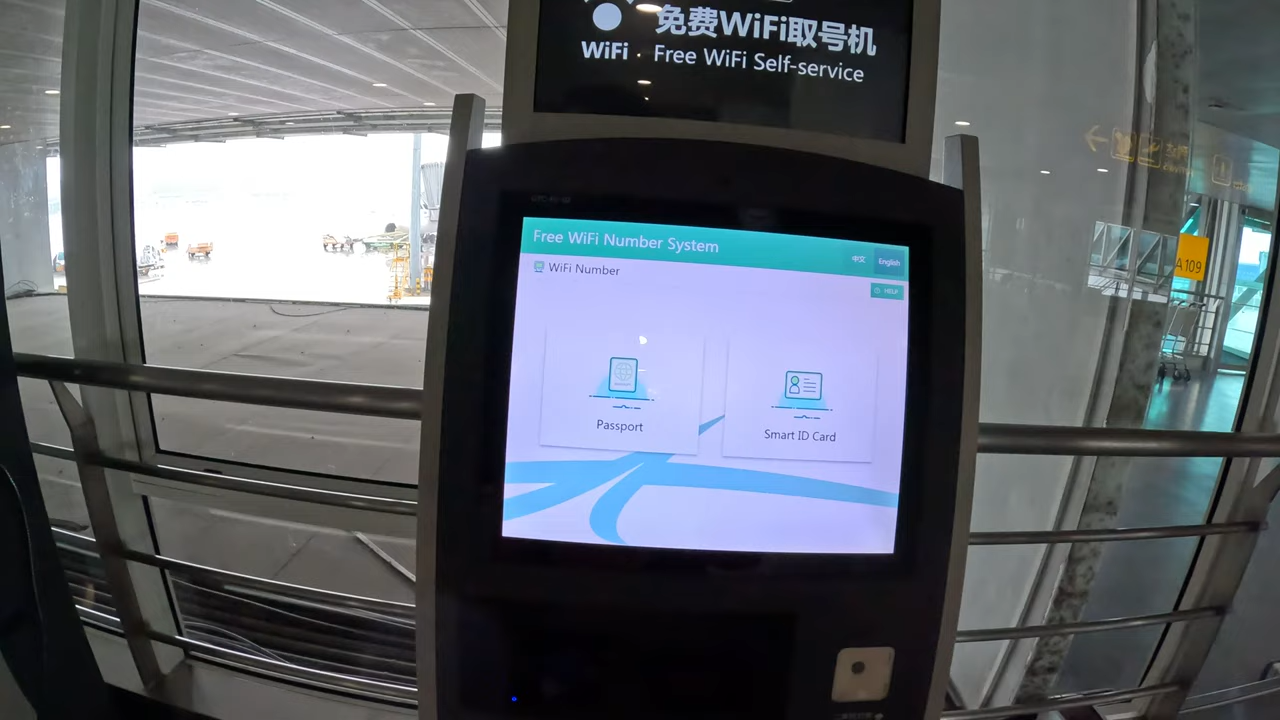 免费WiFi取号机
WiFi
Free WiFi Self-service
Free WiFi Number System
中文
English
WiFi Number
HELP
Passport
Smart ID Card
A109